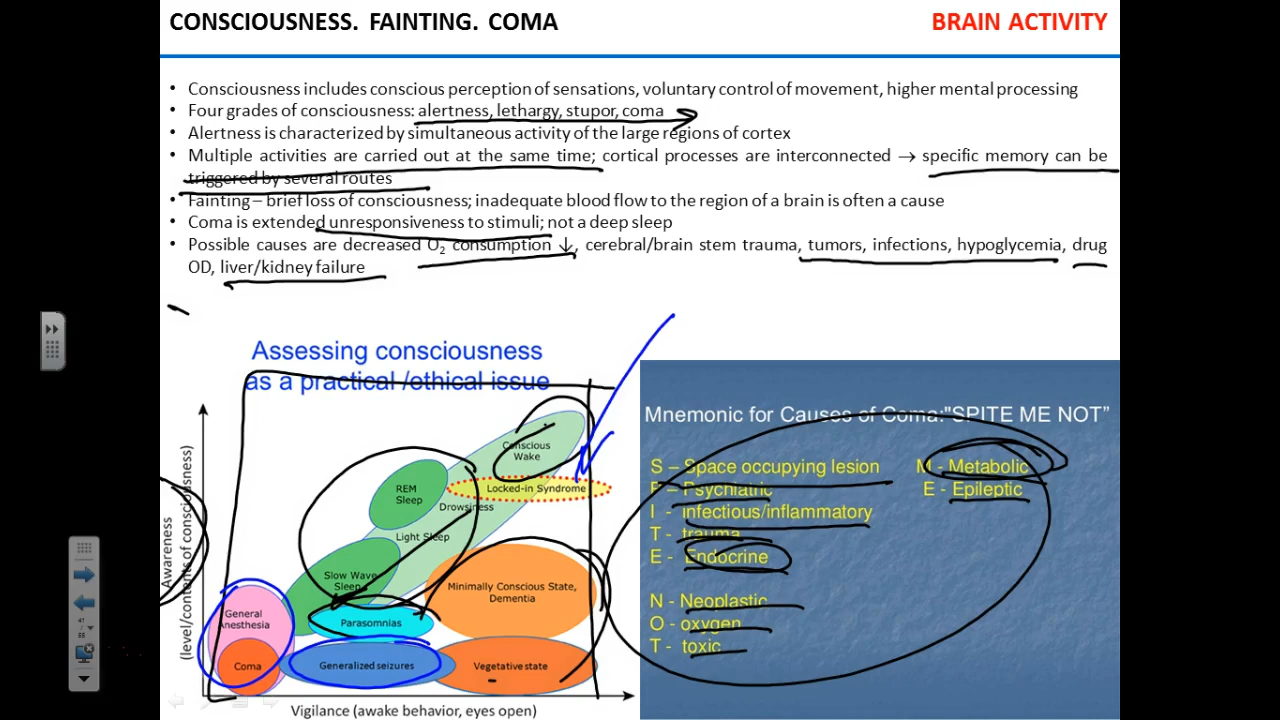 CONSCIOUSNESS. FAINTING. COMA
BRAIN ACTIVITY
• Consciousness includes conscious perception of sensations, voluntary control of movement, higher mental processing
• Four grades of consciousness: alertness, lethargy, stupor, coma
• Alertness is characterized by simultaneous activity of the large regions of cortex
• Multiple activities are carried out at the same time; cortical processes are interconnected → specific memory can be
triggered by several routes
• Fainting – brief loss of consciousness; inadequate blood flow to the region of a brain is often a cause
• Coma is extended unresponsiveness to stimuli; not a deep sleep
• Possible causes are decreased O₂ consumption ↓, cerebral/brain stem trauma, tumors, infections, hypoglycemia, drug
OD, liver/kidney failure
Assessing consciousness
as a practical /ethical issue
Awareness
(level/contents of consciousness)
Conscious
Wake
REM
Sleep
Locked-in Syndrome
Drowsiness
Light Sleep
Slow Wave
Sleep
Minimally Conscious State,
Dementia
General
Anesthesia
Parasomnias
Coma
Generalized seizures
Vegetative state
Vigilance (awake behavior, eyes open)
Mnemonic for Causes of Coma:"SPITE ME NOT"
S – Space occupying lesion
P – Psychiatric
I - infectious/inflammatory
T - trauma
E - Endocrine
M - Metabolic
E - Epileptic
N - Neoplastic
O - oxygen
T - toxic
41
/
88